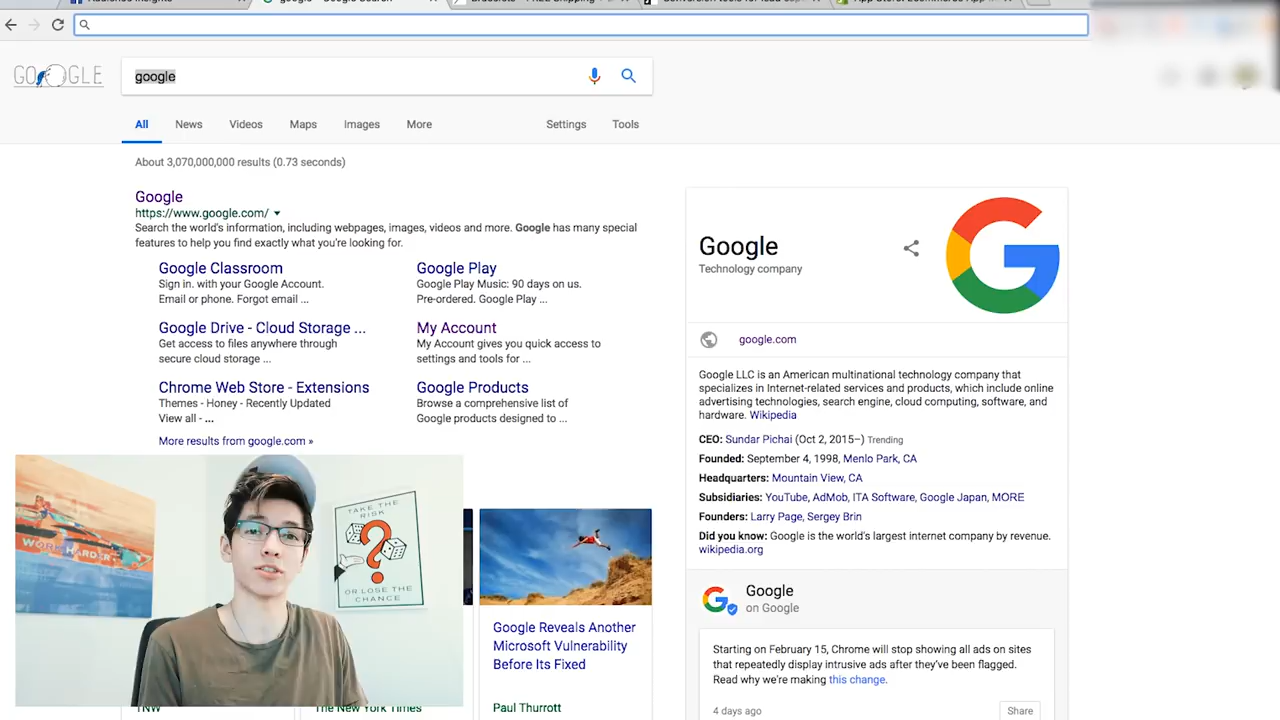 google - Google Search
GOOGLE
google
All
News
Videos
Maps
Images
More
Settings
Tools
About 3,070,000,000 results (0.73 seconds)
Google
https://www.google.com/
Search the world's information, including webpages, images, videos and more. Google has many special
features to help you find exactly what you're looking for.
Google Classroom
Sign in. with your Google Account.
Email or phone. Forgot email ...
Google Play
Google Play Music: 90 days on us.
Pre-ordered. Google Play ...
Google Drive - Cloud Storage ...
Get access to files anywhere through
secure cloud storage ...
My Account
My Account gives you quick access to
settings and tools for ...
Chrome Web Store - Extensions
Themes - Honey - Recently Updated
View all - ...
Google Products
Browse a comprehensive list of
Google products designed to ...
More results from google.com »
WORK HARDER
TAKE THE
RISK
?
OR LOSE THE
CHANCE
Google Reveals Another
Microsoft Vulnerability
Before Its Fixed
TNW
The New York Times
Paul Thurrott
Google
Technology company
G
google.com
Google LLC is an American multinational technology company that
specializes in Internet-related services and products, which include online
advertising technologies, search engine, cloud computing, software, and
hardware. Wikipedia
CEO: Sundar Pichai (Oct 2, 2015–) Trending
Founded: September 4, 1998, Menlo Park, CA
Headquarters: Mountain View, CA
Subsidiaries: YouTube, AdMob, ITA Software, Google Japan, MORE
Founders: Larry Page, Sergey Brin
Did you know: Google is the world's largest internet company by revenue.
wikipedia.org
G
Google
on Google
Starting on February 15, Chrome will stop showing all ads on sites
that repeatedly display intrusive ads after they've been flagged.
Read why we're making this change.
4 days ago
Share